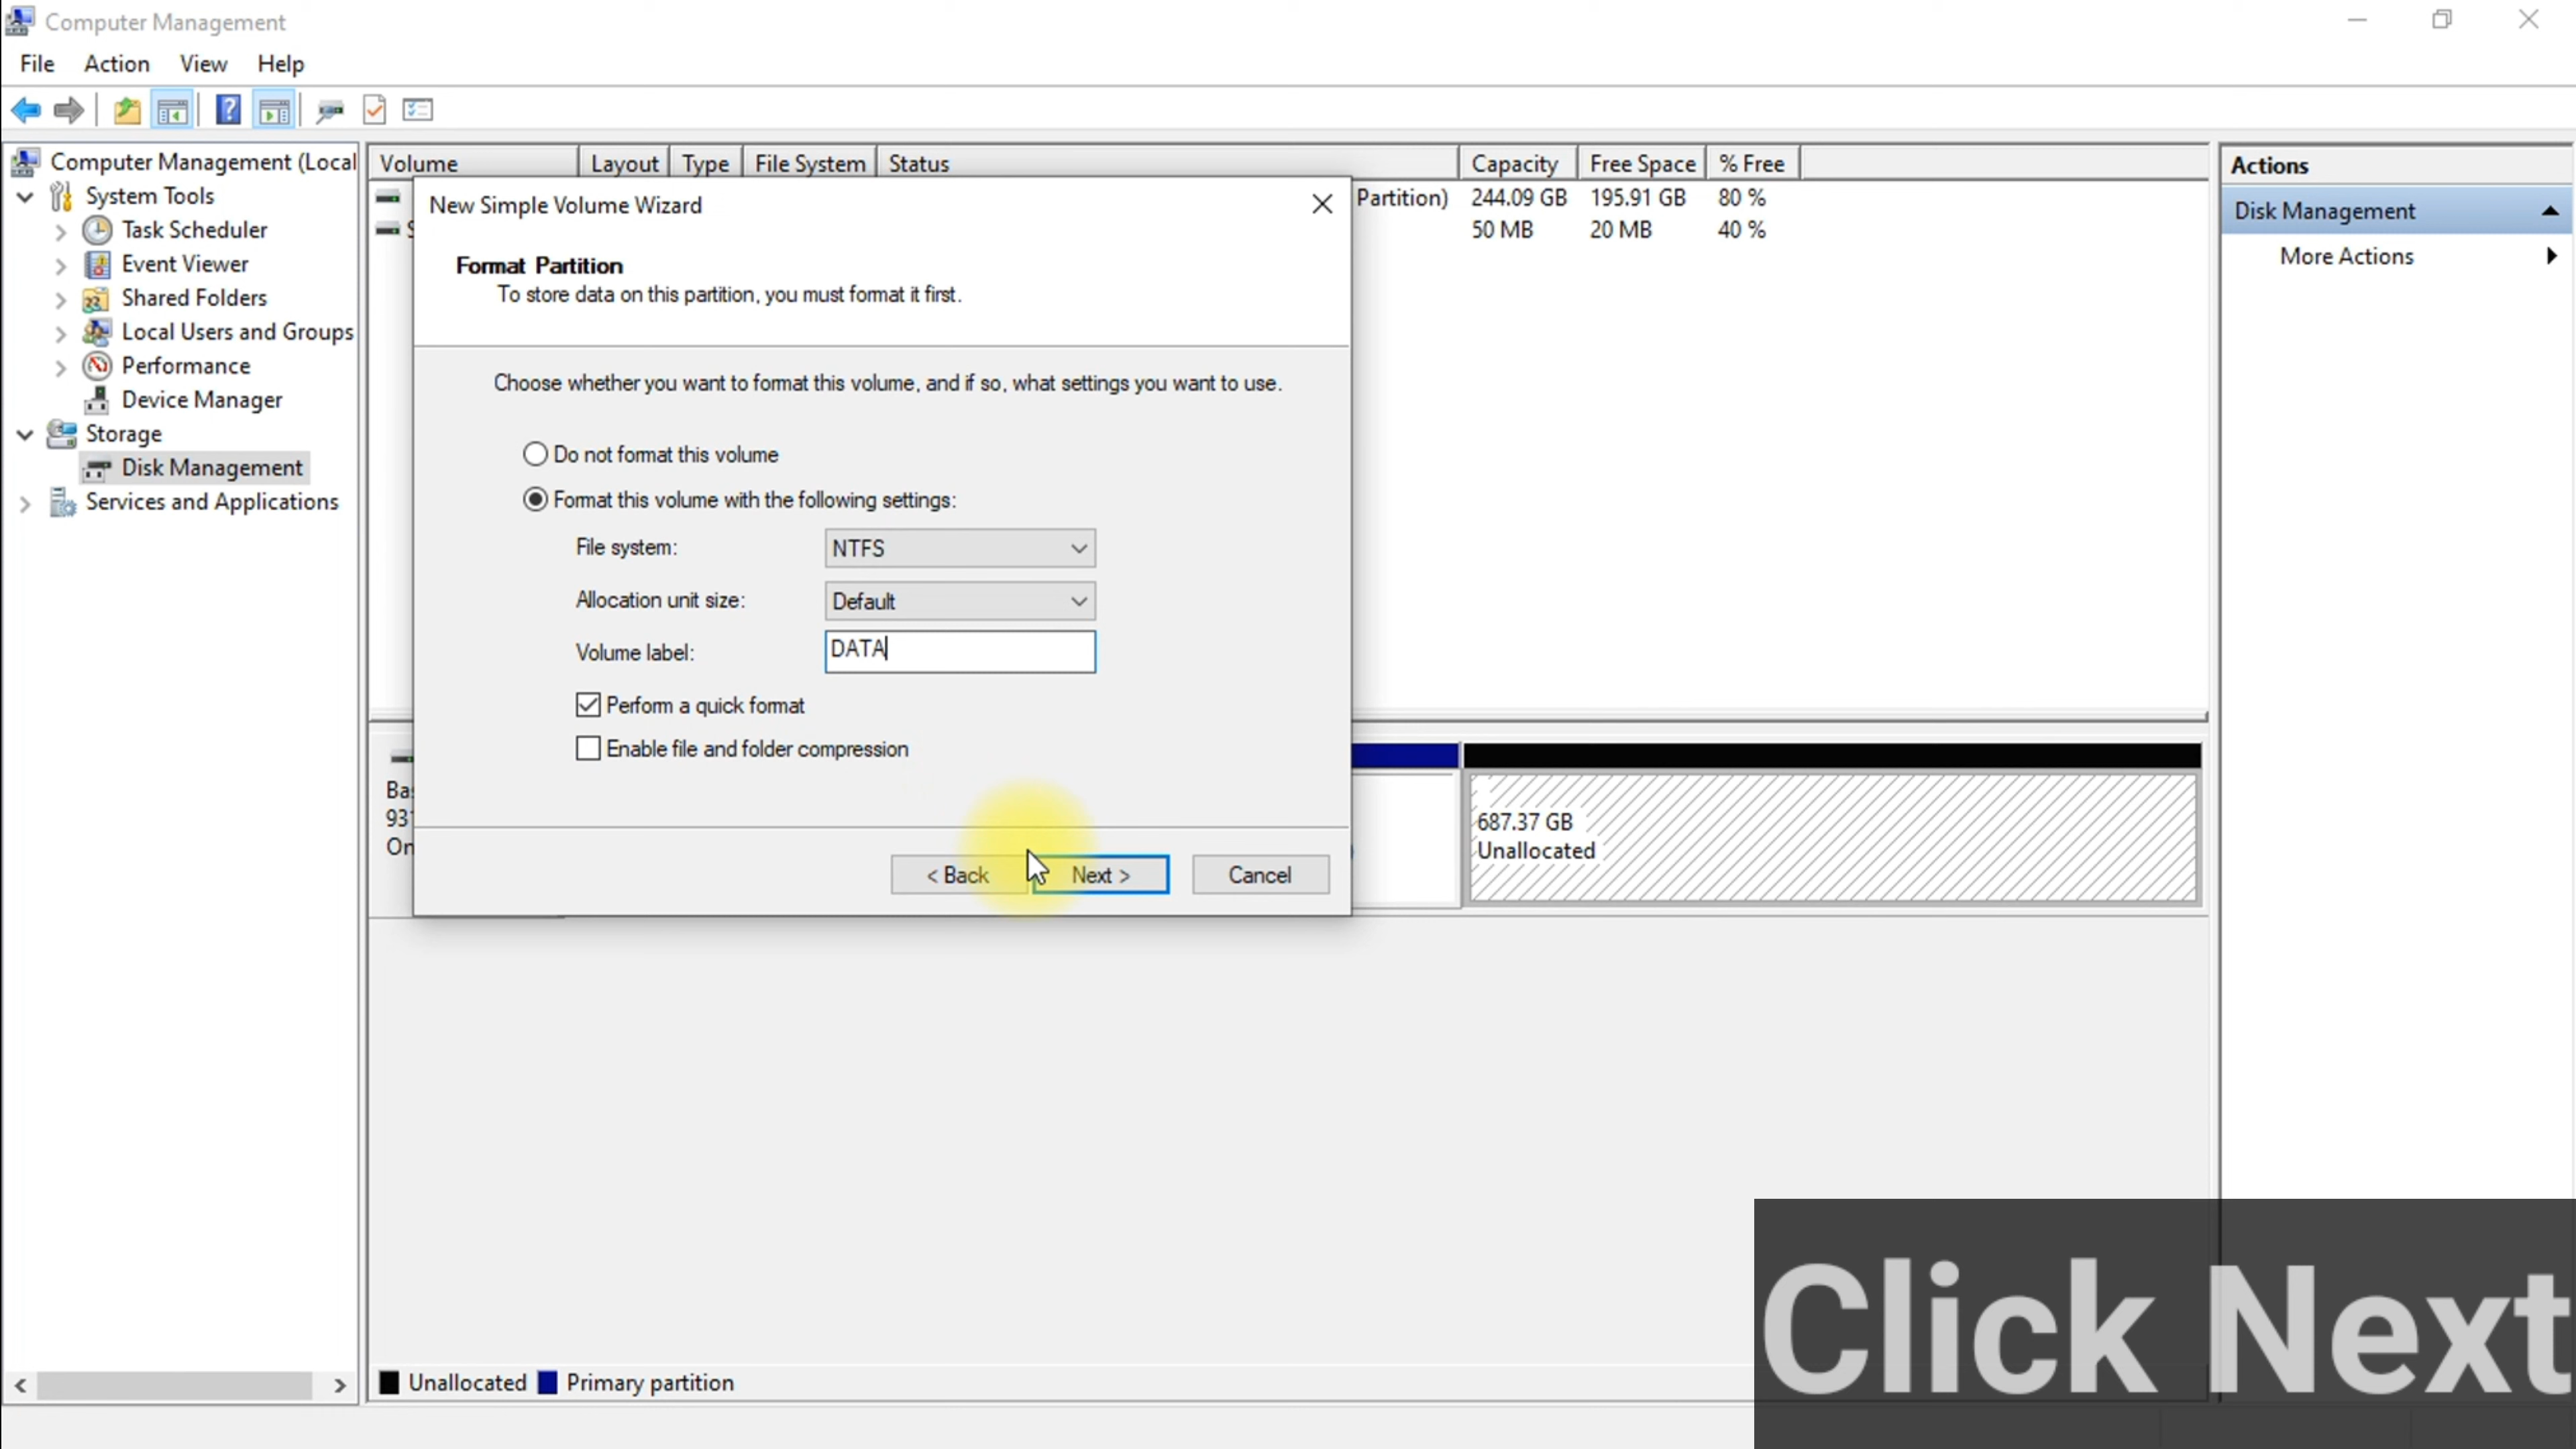 Computer Management
File Action View Help
Computer Management (Local
System Tools
Task Scheduler
Event Viewer
Shared Folders
Local Users and Groups
Performance
Device Manager
Storage
Disk Management
Services and Applications
Volume Layout Type File System Status Capacity Free Space % Free
Partition) 244.09 GB 195.91 GB 80 %
S 50 MB 20 MB 40 %
New Simple Volume Wizard
Format Partition
To store data on this partition, you must format it first.
Choose whether you want to format this volume, and if so, what settings you want to use.
Do not format this volume
Format this volume with the following settings:
File system: NTFS
Allocation unit size: Default
Volume label: DATA
Perform a quick format
Enable file and folder compression
< Back Next > Cancel
Ba
93
On
687.37 GB
Unallocated
Unallocated Primary partition
Actions
Disk Management
More Actions
Click Next